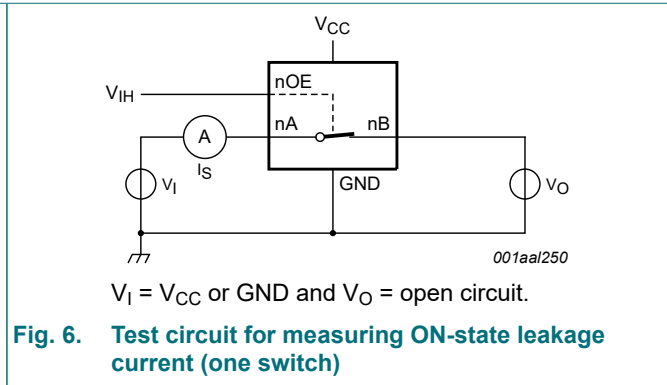 VCC
nOE
VIH
nA
nB
A
IS
VI
GND
VO
001aal250
VI = VCC or GND and VO = open circuit.
Fig. 6. Test circuit for measuring ON-state leakage
current (one switch)